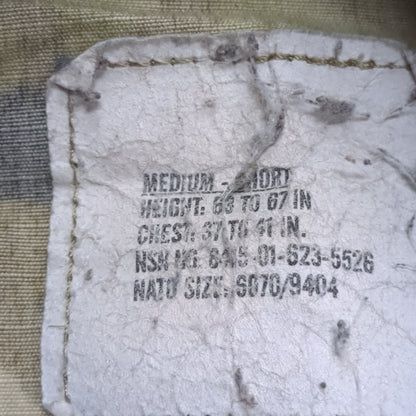 MEDIUM - SHORT
HEIGHT: 63 TO 67 IN
CHEST: 37 TO 41 IN.
NSN NO. 8415-01-623-5526
NATO SIZE: 6070/9404